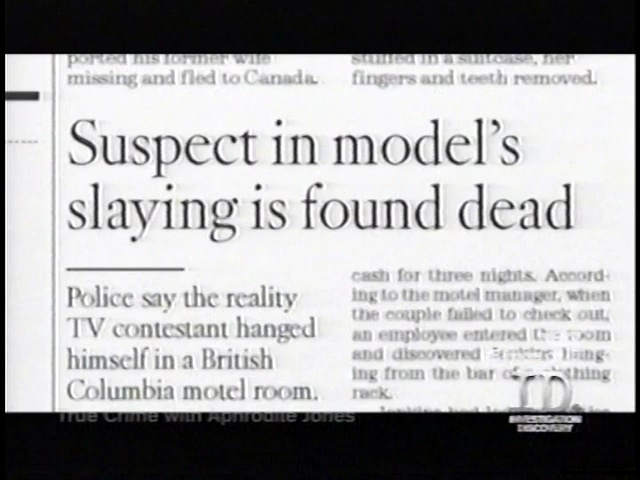 ported his former wife
missing and fled to Canada.
stuffed in a suitcase, her
fingers and teeth removed.
Suspect in model's
slaying is found dead
Police say the reality
TV contestant hanged
himself in a British
Columbia motel room.
cash for three nights. Accord-
ing to the motel manager, when
the couple failed to check out,
an employee entered the room
and discovered Jenkins hang-
ing from the bar of a clothing
rack.
ID
INVESTIGATION
DISCOVERY
True Crime with Aphrodite Jones